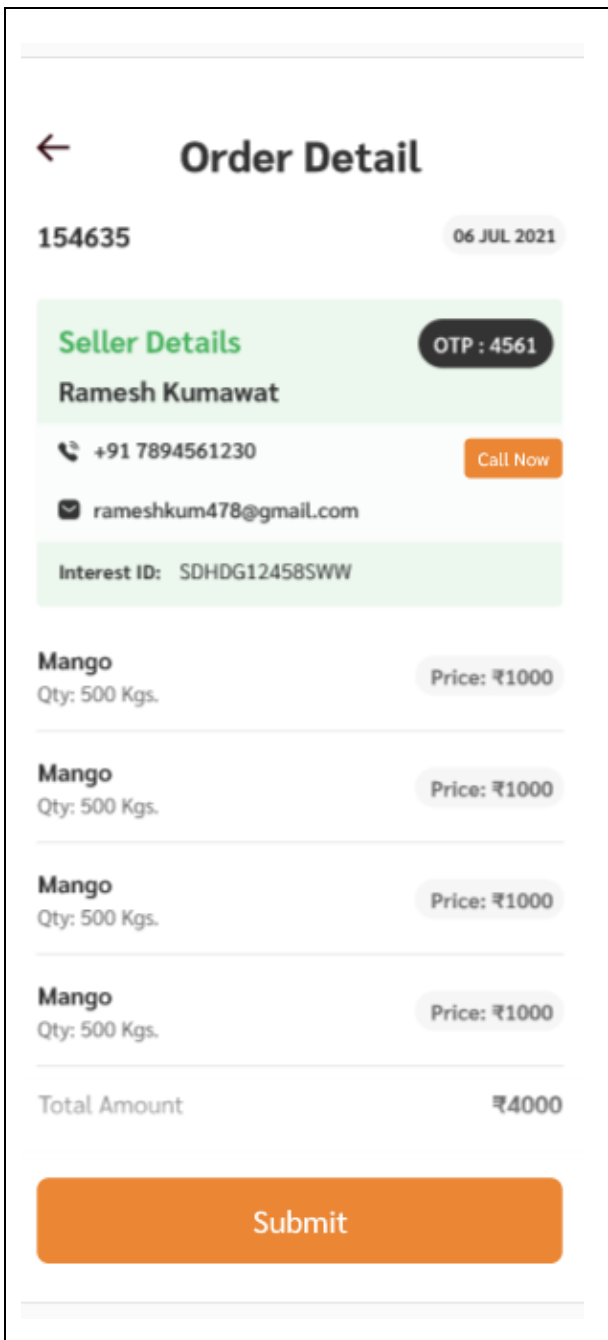 Order Detail
154635 06 JUL 2021
Seller Details OTP : 4561
Ramesh Kumawat
+91 7894561230 Call Now
rameshkum478@gmail.com
Interest ID: SDHDG12458SWW
Mango Price: ₹1000
Qty: 500 Kgs.
Mango Price: ₹1000
Qty: 500 Kgs.
Mango Price: ₹1000
Qty: 500 Kgs.
Mango Price: ₹1000
Qty: 500 Kgs.
Total Amount ₹4000
Submit